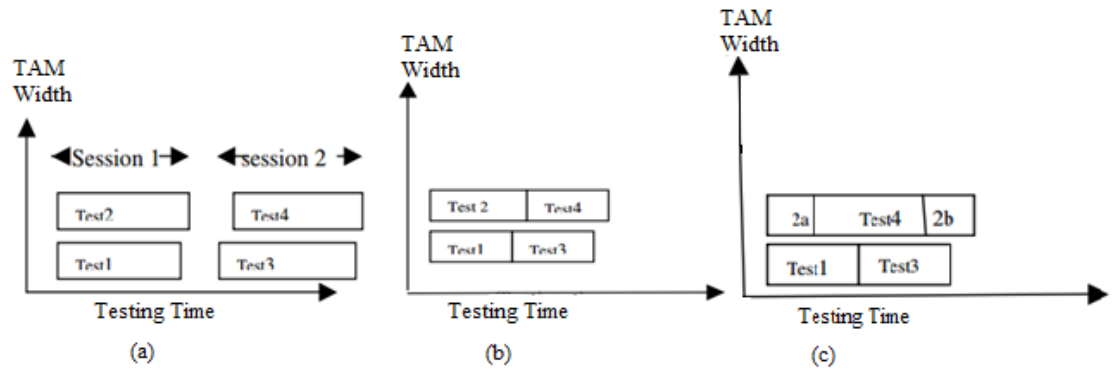 TAM
Width
Session 1
session 2
Test2
Test4
Test1
Test3
Testing Time
(a)
TAM
Width
Test 2
Test4
Test1
Test3
Testing Time
(b)
TAM
Width
2a
Test4
2b
Test1
Test3
Testing Time
(c)